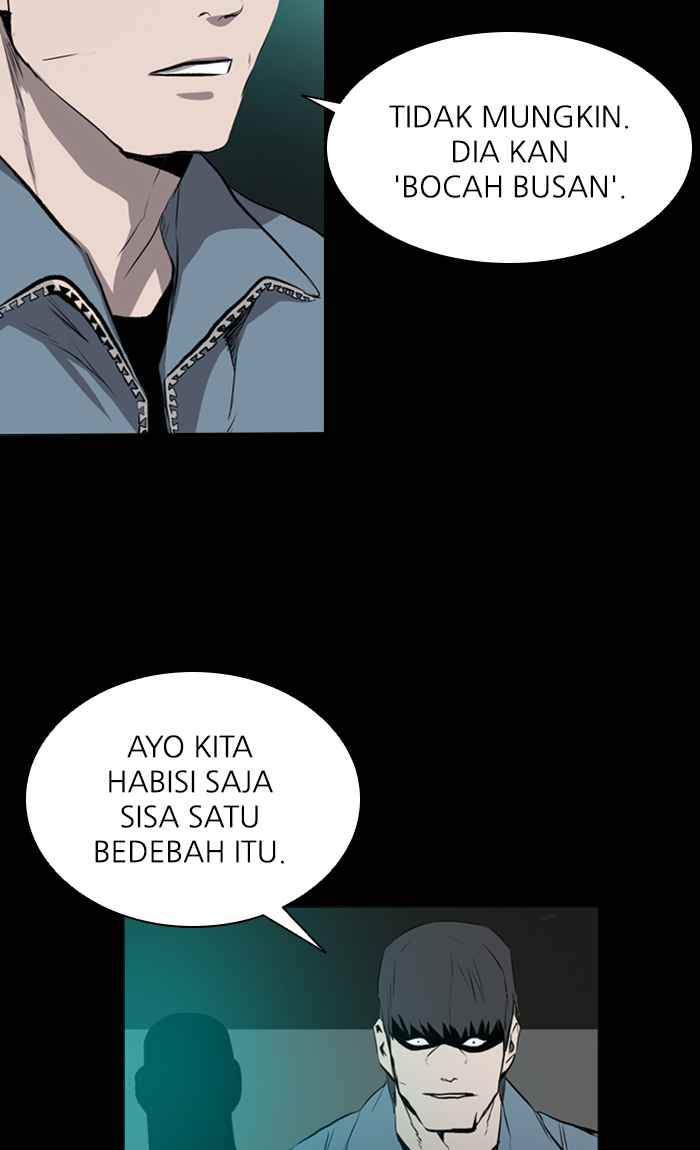 TIDAK MUNGKIN.
DIA KAN
'BOCAH BUSAN'.
AYO KITA
HABISI SAJA
SISA SATU
BEDEBAH ITU.